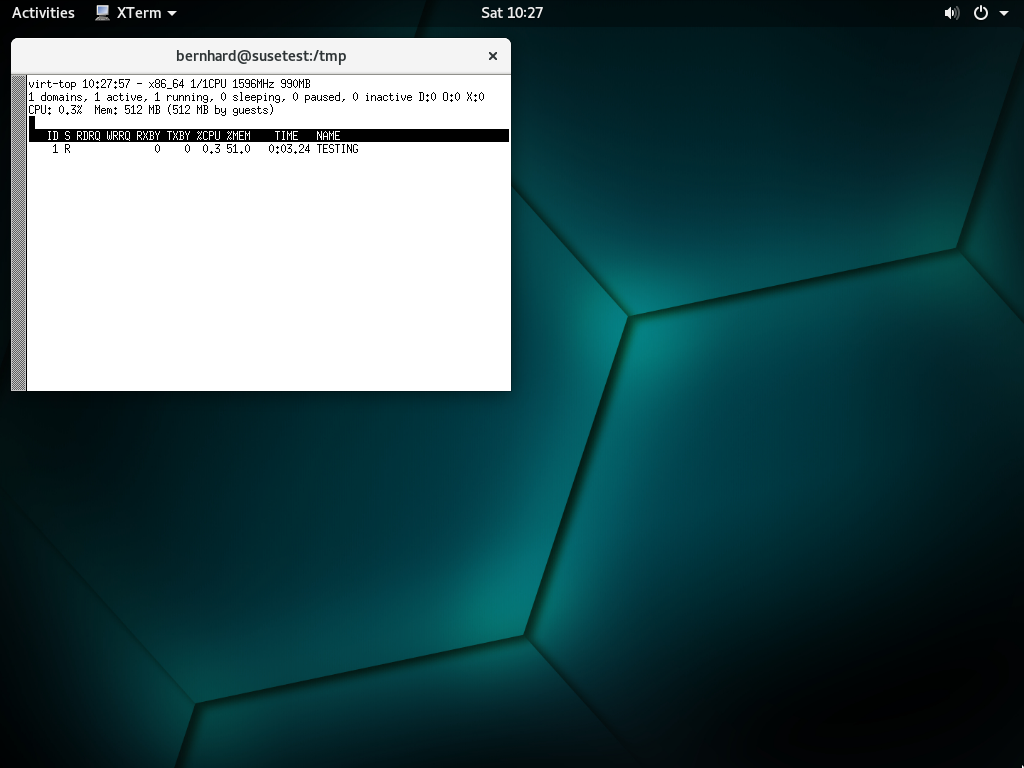 Activities XTerm Sat 10:27
bernhard@susetest:/tmp
virt-top 10:27:57 - x86_64 1/1CPU 1596MHz 990MB
1 domains, 1 active, 1 running, 0 sleeping, 0 paused, 0 inactive D:0 O:0 X:0
CPU: 0.3%  Mem: 512 MB (512 MB by guests)
ID S RDRQ WRRQ RXBY TXBY %CPU %MEM    TIME   NAME
1 R              0    0  0.3 51.0   0:03.24 TESTING